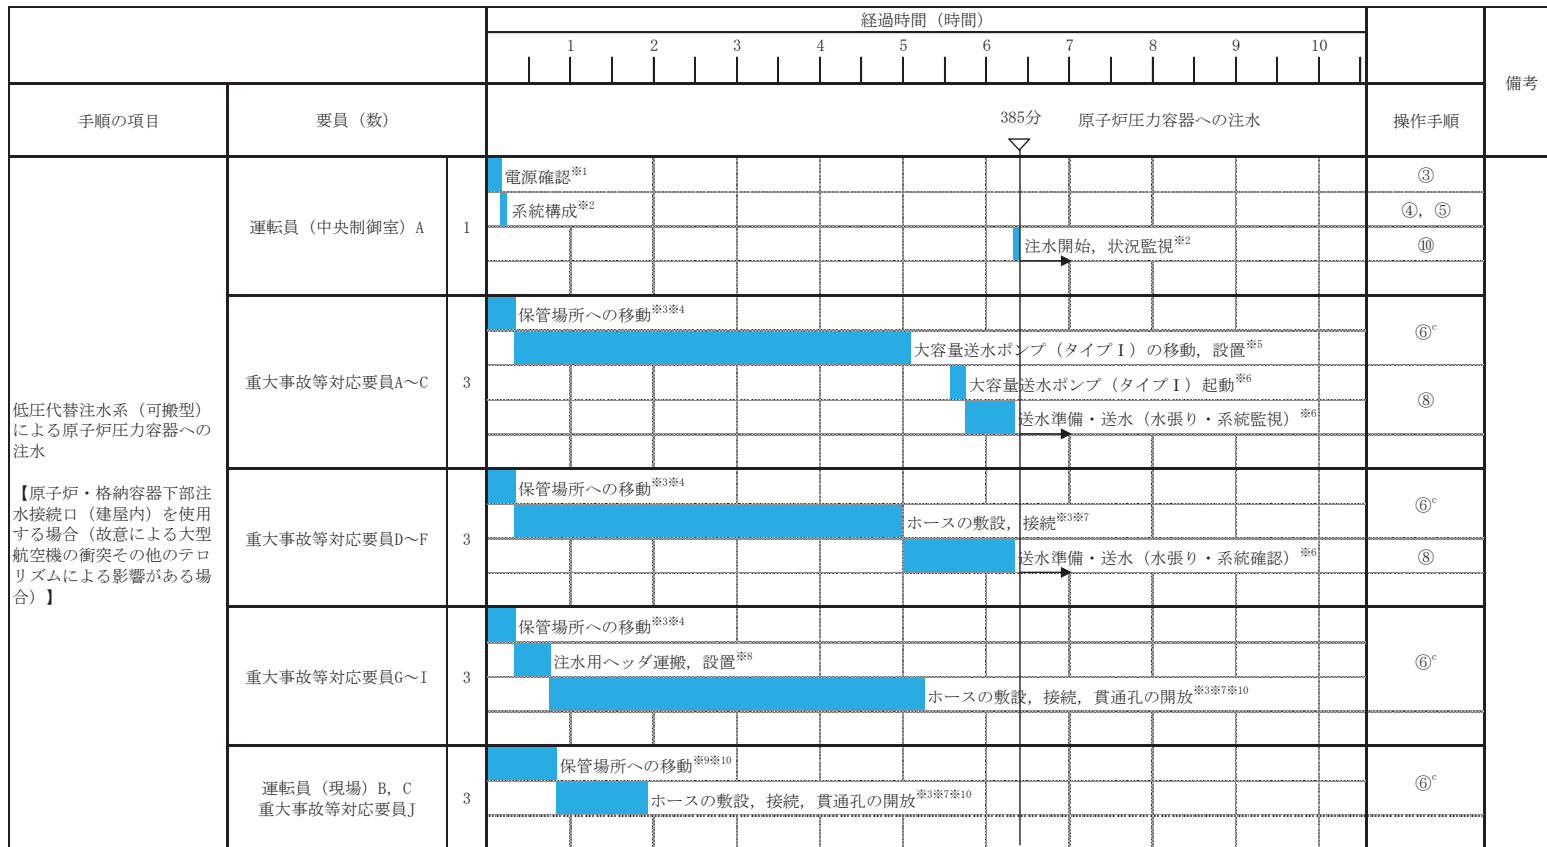 経過時間（時間）
1 2 3 4 5 6 7 8 9 10
備考
手順の項目
要員（数）
385分
原子炉圧力容器への注水
操作手順
低圧代替注水系（可搬型）
による原子炉圧力容器への
注水
【原子炉・格納容器下部注
水接続口（建屋内）を使用
する場合（故意による大型
航空機の衝突その他のテロ
リズムによる影響がある場
合）】
運転員（中央制御室）A
1
電源確認※1
③
系統構成※2
④，⑤
注水開始，状況監視※2
⑩
重大事故等対応要員A～C
3
保管場所への移動※3※4
大容量送水ポンプ（タイプⅠ）の移動，設置※5
⑥c
大容量送水ポンプ（タイプⅠ）起動※6
送水準備・送水（水張り・系統監視）※6
⑧
重大事故等対応要員D～F
3
保管場所への移動※3※4
ホースの敷設，接続※3※7
⑥c
送水準備・送水（水張り・系統確認）※6
⑧
重大事故等対応要員G～I
3
保管場所への移動※3※4
注水用ヘッダ運搬，設置※8
ホースの敷設，接続，貫通孔の開放※3※7※10
⑥c
運転員（現場）B，C
重大事故等対応要員J
3
保管場所への移動※9※10
ホースの敷設，接続，貫通孔の開放※3※7※10
⑥c